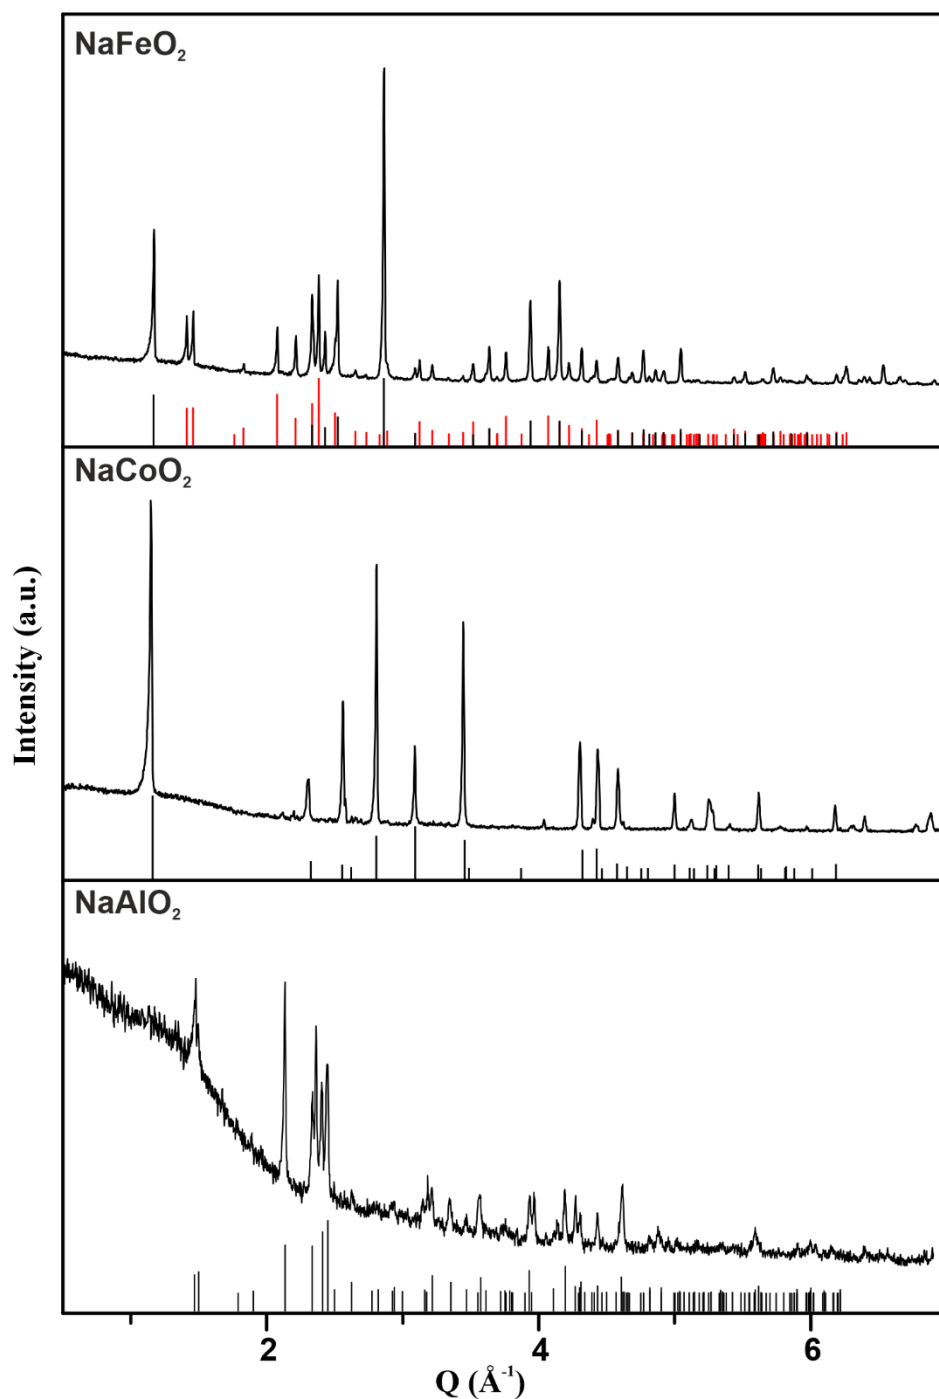 NaFeO₂
NaCoO₂
NaAlO₂
Intensity (a.u.)
2 4 6
Q (Å⁻¹)